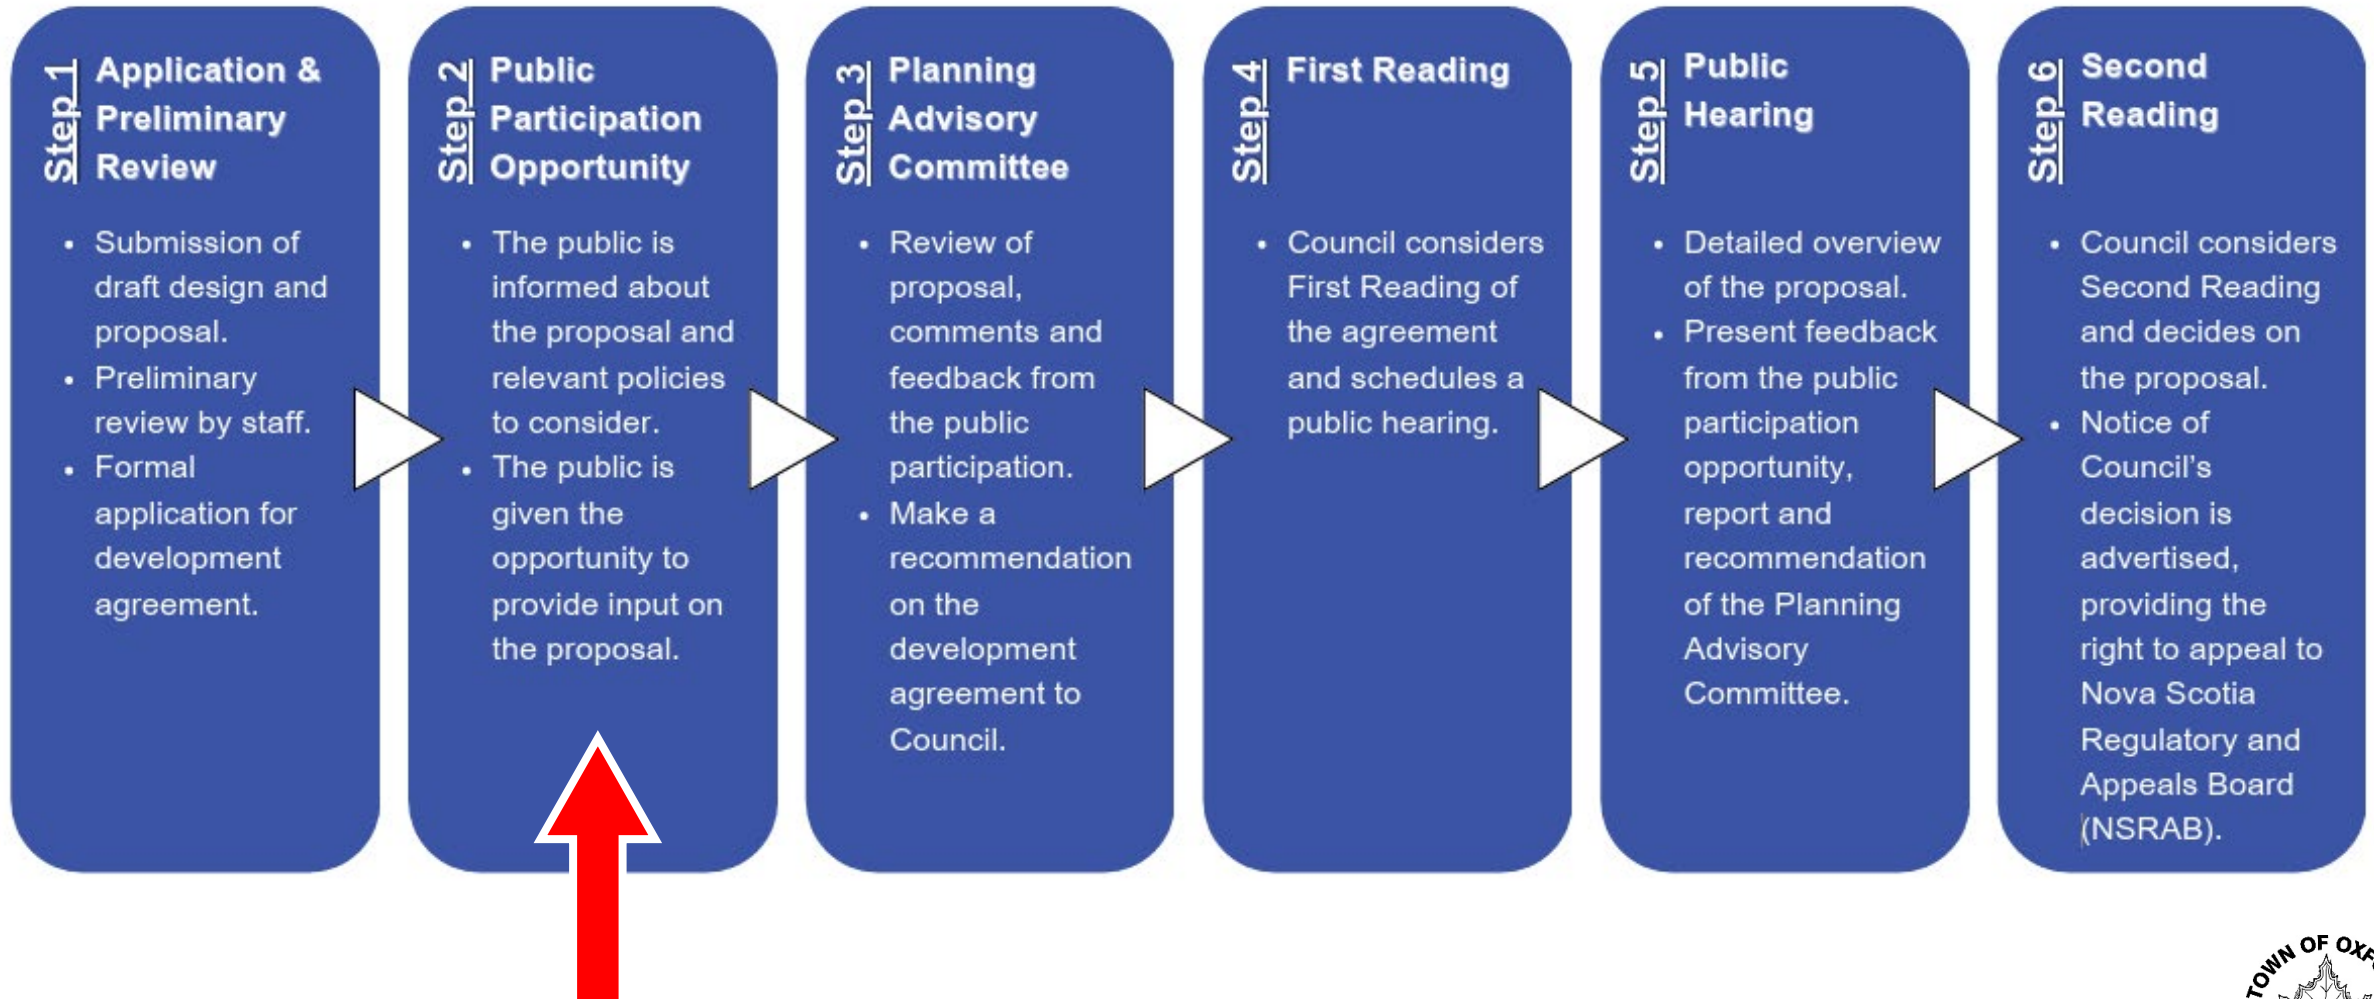 Step 1
Application &
Preliminary
Review
• Submission of
draft design and
proposal.
• Preliminary
review by staff.
• Formal
application for
development
agreement.
Step 2
Public
Participation
Opportunity
• The public is
informed about
the proposal and
relevant policies
to consider.
• The public is
given the
opportunity to
provide input on
the proposal.
Step 3
Planning
Advisory
Committee
• Review of
proposal,
comments and
feedback from
the public
participation.
• Make a
recommendation
on the
development
agreement to
Council.
Step 4
First Reading
• Council considers
First Reading of
the agreement
and schedules a
public hearing.
Step 5
Public
Hearing
• Detailed overview
of the proposal.
• Present feedback
from the public
participation
opportunity,
report and
recommendation
of the Planning
Advisory
Committee.
Step 6
Second
Reading
• Council considers
Second Reading
and decides on
the proposal.
• Notice of
Council's
decision is
advertised,
providing the
right to appeal to
Nova Scotia
Regulatory and
Appeals Board
(NSRAB).
TOWN OF